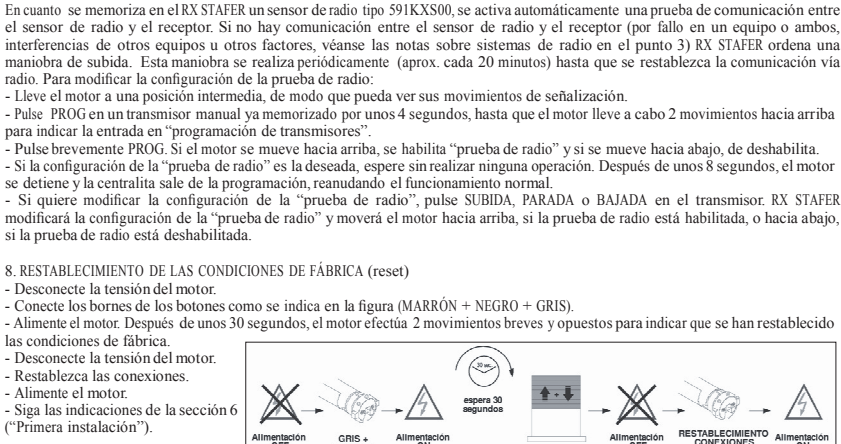 En cuanto se memoriza en el RX STAFER un sensor de radio tipo 591KXS00, se activa automáticamente una prueba de comunicación entre
el sensor de radio y el receptor. Si no hay comunicación entre el sensor de radio y el receptor (por fallo en un equipo o ambos,
interferencias de otros equipos u otros factores, véanse las notas sobre sistemas de radio en el punto 3) RX STAFER ordena una
maniobra de subida. Esta maniobra se realiza periódicamente (aprox. cada 20 minutos) hasta que se restablezca la comunicación vía
radio. Para modificar la configuración de la prueba de radio:
- Lleve el motor a una posición intermedia, de modo que pueda ver sus movimientos de señalización.
- Pulse PROG en un transmisor manual ya memorizado por unos 4 segundos, hasta que el motor lleve a cabo 2 movimientos hacia arriba
para indicar la entrada en “programación de transmisores”.
- Pulse brevemente PROG. Si el motor se mueve hacia arriba, se habilita “prueba de radio” y si se mueve hacia abajo, de deshabilita.
- Si la configuración de la “prueba de radio” es la deseada, espere sin realizar ninguna operación. Después de unos 8 segundos, el motor
se detiene y la centralita sale de la programación, reanudando el funcionamiento normal.
- Si quiere modificar la configuración de la “prueba de radio”, pulse SUBIDA, PARADA o BAJADA en el transmisor. RX STAFER
modificará la configuración de la “prueba de radio” y moverá el motor hacia arriba, si la prueba de radio está habilitada, o hacia abajo,
si la prueba de radio está deshabilitada.
8. RESTABLECIMIENTO DE LAS CONDICIONES DE FÁBRICA (reset)
- Desconecte la tensión del motor.
- Conecte los bornes de los botones como se indica en la figura (MARRÓN + NEGRO + GRIS).
- Alimente el motor. Después de unos 30 segundos, el motor efectúa 2 movimientos breves y opuestos para indicar que se han restablecido
las condiciones de fábrica.
- Desconecte la tensión del motor.
- Restablezca las conexiones.
- Alimente el motor.
- Siga las indicaciones de la sección 6
(“Primera instalación”).
30 sec.
espera 30
segundos
+
Alimentación
GRIS +
Alimentación
Alimentación
RESTABLECIMIENTO
CONEXIONES
Alimentación